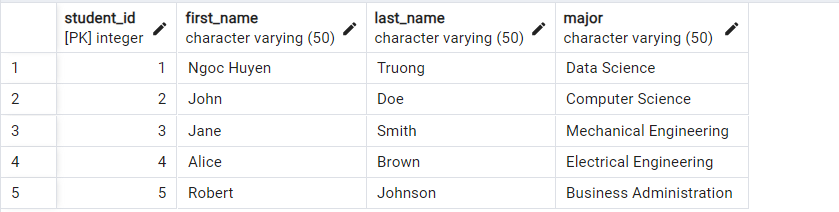 student_id first_name last_name major
[PK] integer character varying (50) character varying (50) character varying (50)
1 1 Ngoc Huyen Truong Data Science
2 2 John Doe Computer Science
3 3 Jane Smith Mechanical Engineering
4 4 Alice Brown Electrical Engineering
5 5 Robert Johnson Business Administration